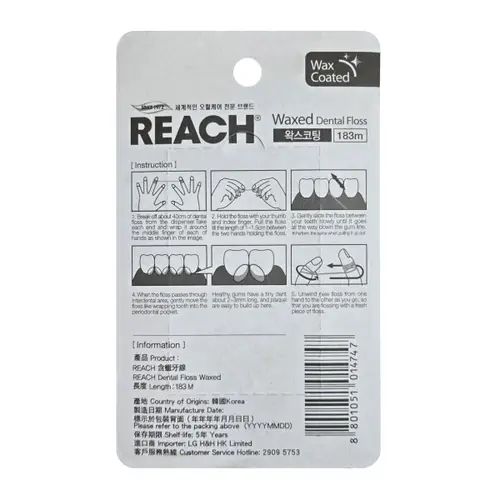 Wax
Coated
SINCE 1972
세계적인 오랄케어 전문 브랜드
REACH®
Waxed Dental Floss
왁스코팅
183m
[ Instruction ]
1. Break off about 40cm of dental
floss from the dispenser. Take
each end and wrap it around
the middle finger of each of
hands as shown in the image.
2. Hold the floss with your thumb
and index finger. Pull the floss
till the length of 1~1.5cm between
the two hands holding the floss.
3. Gently slide the floss between
your teeth slowly until it goes
all the way down the gum line.
4. When the floss passes through
interdental area, gently move the
floss like wrapping tooth into the
periodontal pocket.
Healthy gums have a tiny dent
about 2~3mm long, and plaque
are easy to build up here.
5. Unwind new floss from one
hand to the other as you go, so
that you are flossing with a fresh
piece of floss.
[ Information ]
產品 Product :
REACH 含蠟牙線
REACH Dental Floss Waxed
長度 Length : 183 M
產地 Country of Origins: 韓國Korea
製造日期 Manufacture Date:
標示於包裝背面 ( 年年年年月月日日 )
Please refer to the packing above (YYYYMMDD)
保存期限 Shelf-life: 5年 Years
進口商 Importer: LG H&H HK Limited
客戶服務熱線 Customer Service Hotline: 2909 5753
8 801051 014747